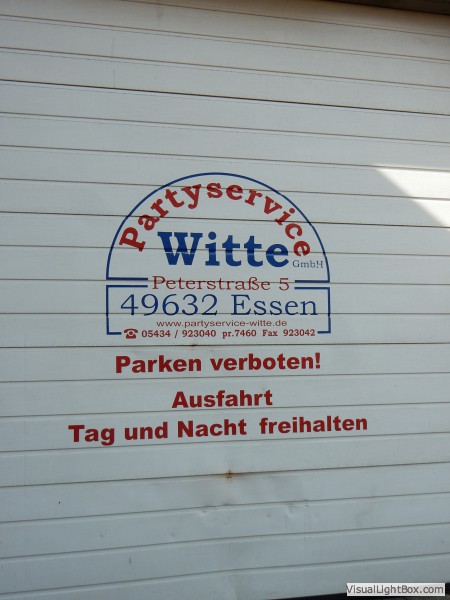 Partyservice
Witte
GmbH
Peterstraße 5
49632 Essen
www.partyservice-witte.de
☎ 05434 / 923040 pr.7460 Fax 923042
Parken verboten!
Ausfahrt
Tag und Nacht freihalten
VisualLightBox.com